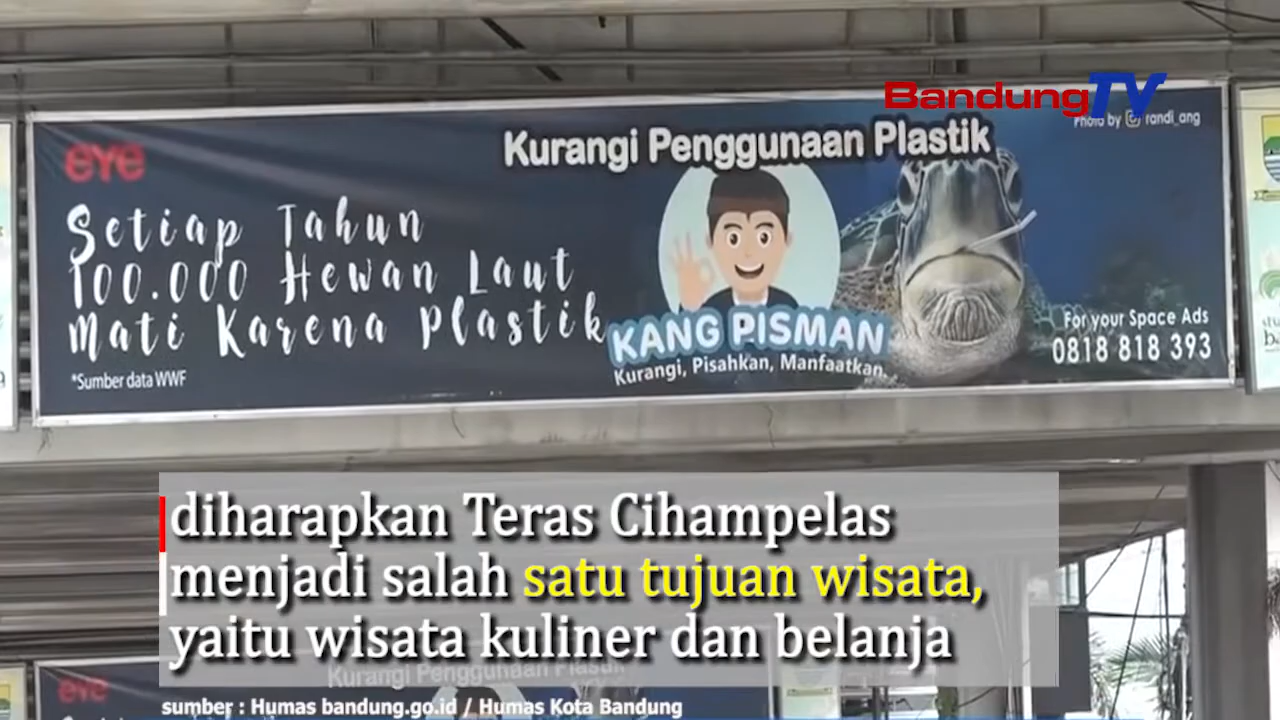 BandungTV
Photo by randi_ang
eye
Kurangi Penggunaan Plastik
Setiap Tahun
100.000 Hewan Laut
Mati Karena Plastik
*Sumber data WWF
KANG PISMAN
Kurangi, Pisahkan, Manfaatkan.
For your Space Ads
0818 818 393
diharapkan Teras Cihampelas
menjadi salah satu tujuan wisata,
yaitu wisata kuliner dan belanja
eye
Kurangi Penggunaan Plastik
sumber : Humas bandung.go.id / Humas Kota Bandung